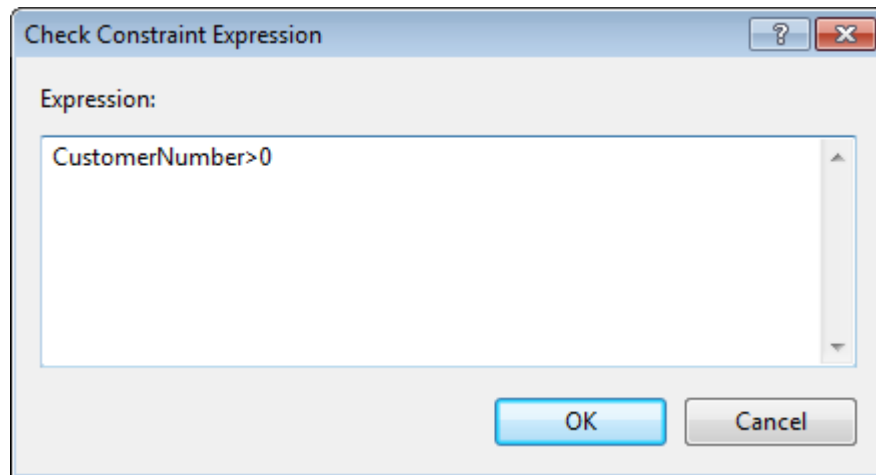 Check Constraint Expression
?
Expression:
CustomerNumber>0
OK Cancel